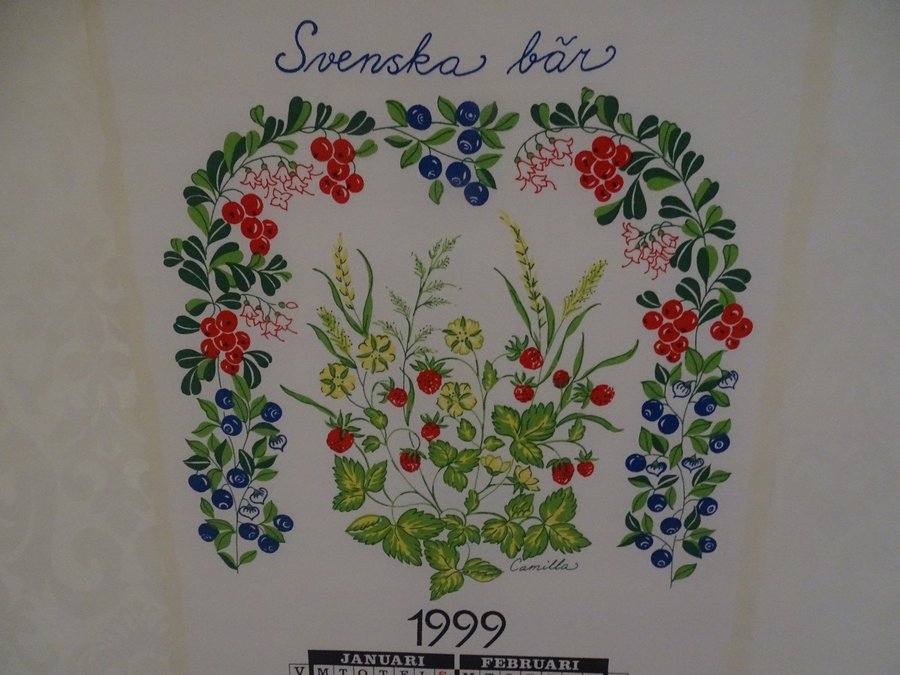 Svenska bär
Camilla
1999
JANUARI FEBRUARI
V M T O T F L S